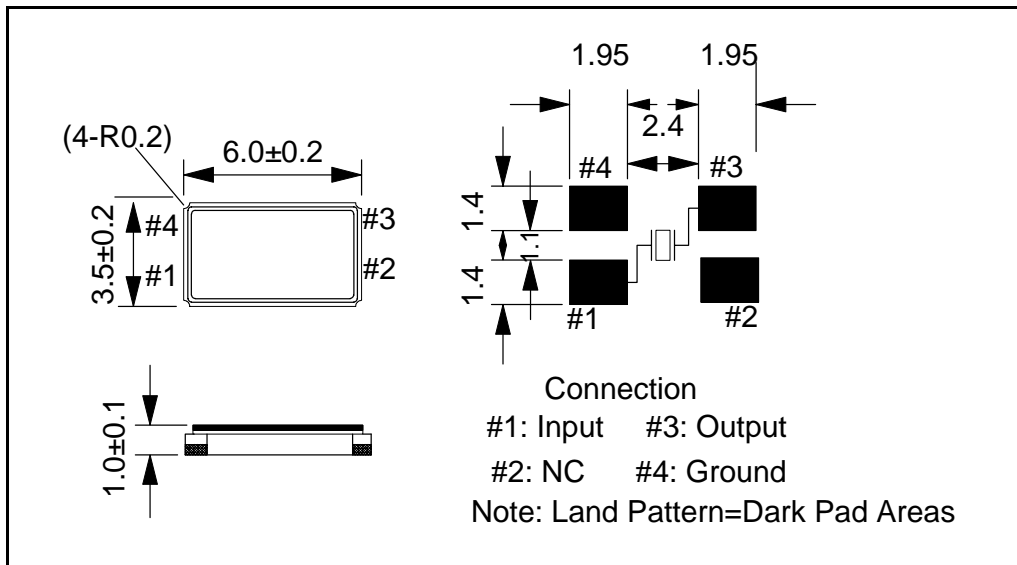 1.95 1.95
2.4
(4-R0.2)
6.0±0.2
#4 #3
3.5±0.2
#4 #3
#1 #2
1.4
1.1
1.4
#1 #2
1.0±0.1
Connection
#1: Input #3: Output
#2: NC #4: Ground
Note: Land Pattern=Dark Pad Areas